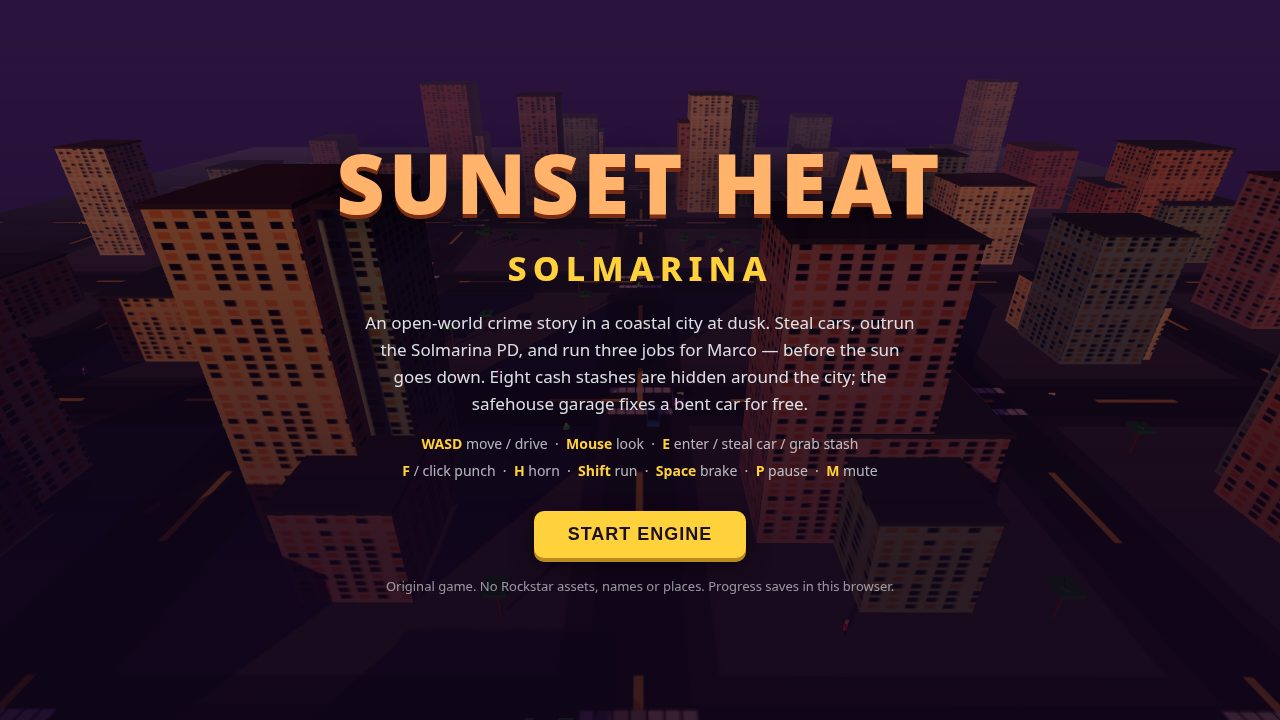 SUNSET HEAT
SOLMARINA
An open-world crime story in a coastal city at dusk. Steal cars, outrun
the Solmarina PD, and run three jobs for Marco — before the sun
goes down. Eight cash stashes are hidden around the city; the
safehouse garage fixes a bent car for free.
WASD move / drive · Mouse look · E enter / steal car / grab stash
F / click punch · H horn · Shift run · Space brake · P pause · M mute
START ENGINE
Original game. No Rockstar assets, names or places. Progress saves in this browser.